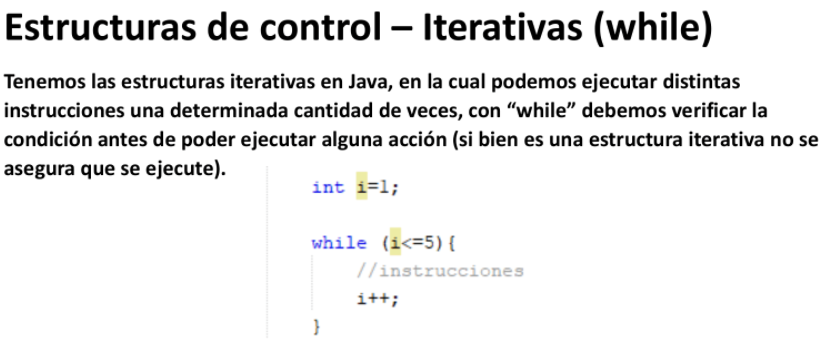 Estructuras de control – Iterativas (while)
Tenemos las estructuras iterativas en Java, en la cual podemos ejecutar distintas
instrucciones una determinada cantidad de veces, con “while” debemos verificar la
condición antes de poder ejecutar alguna acción (si bien es una estructura iterativa no se
asegura que se ejecute).
int i=1;
while (i<=5){
//instrucciones
i++;
}